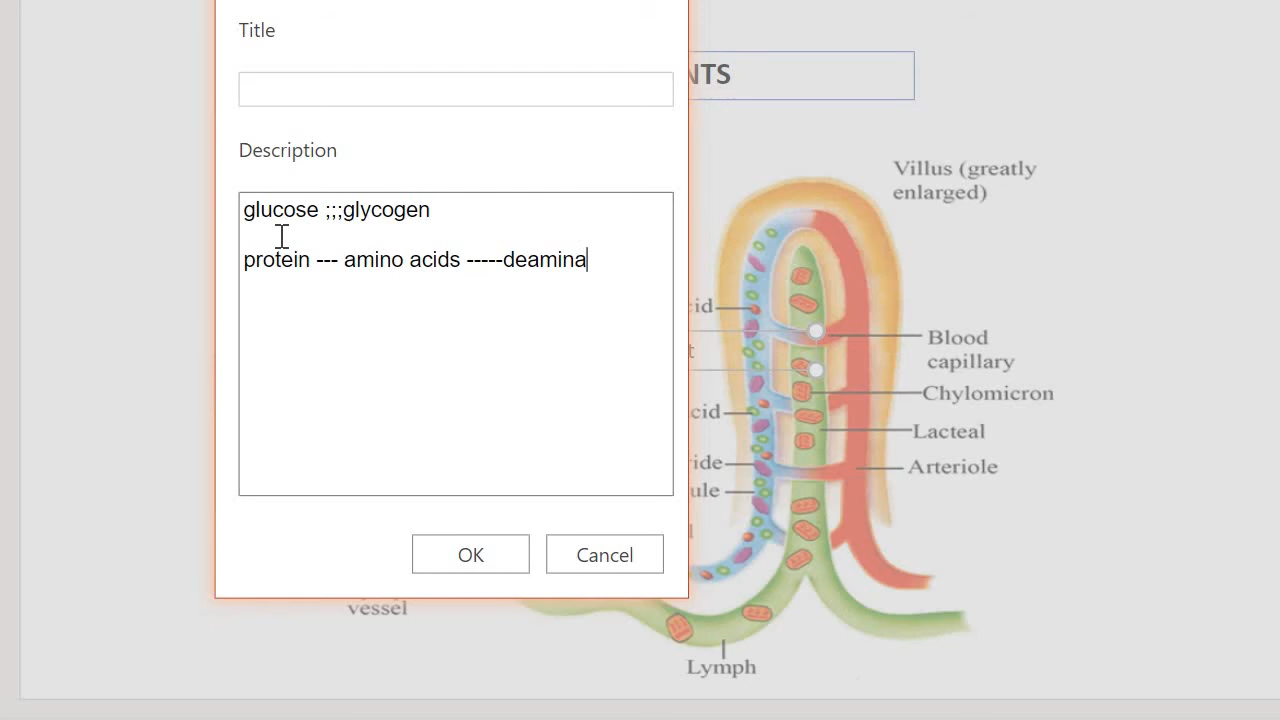 Title
NTS
Description
glucose ;;;glycogen
protein --- amino acids -----deamina
OK
Cancel
Villus (greatly
enlarged)
cid
Blood
capillary
t
Chylomicron
cid
Lacteal
ride
Arteriole
ule
l
vessel
Lymph